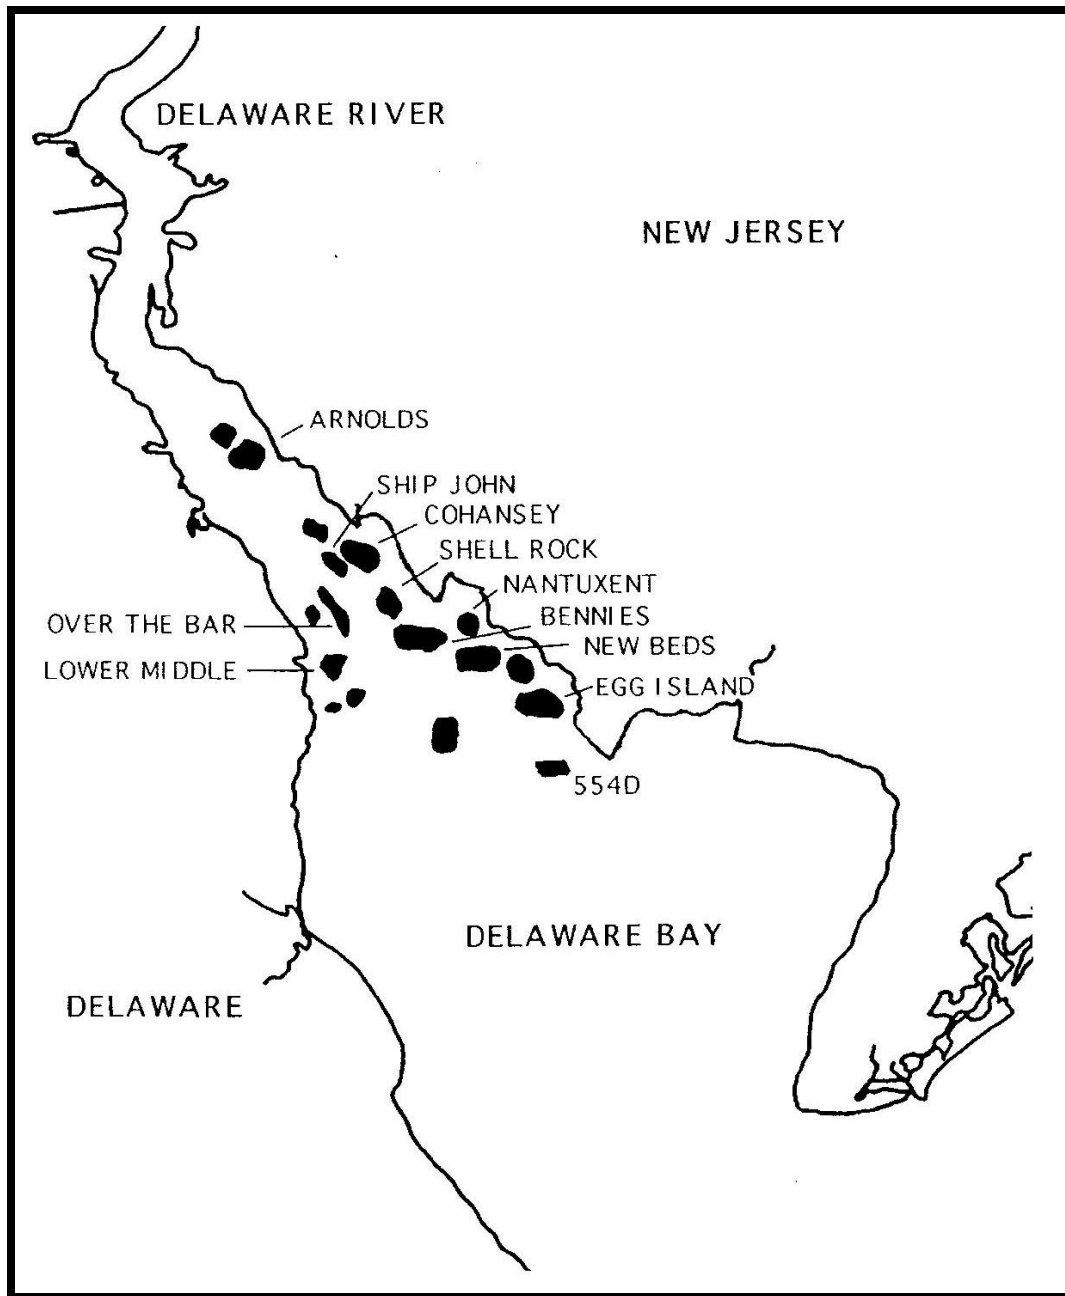 DELAWARE RIVER
NEW JERSEY
ARNOLDS
SHIP JOHN
COHANSEY
SHELL ROCK
NANTUXENT
BENNIES
OVER THE BAR
NEW BEDS
LOWER MIDDLE
EGG ISLAND
554D
DELAWARE BAY
DELAWARE